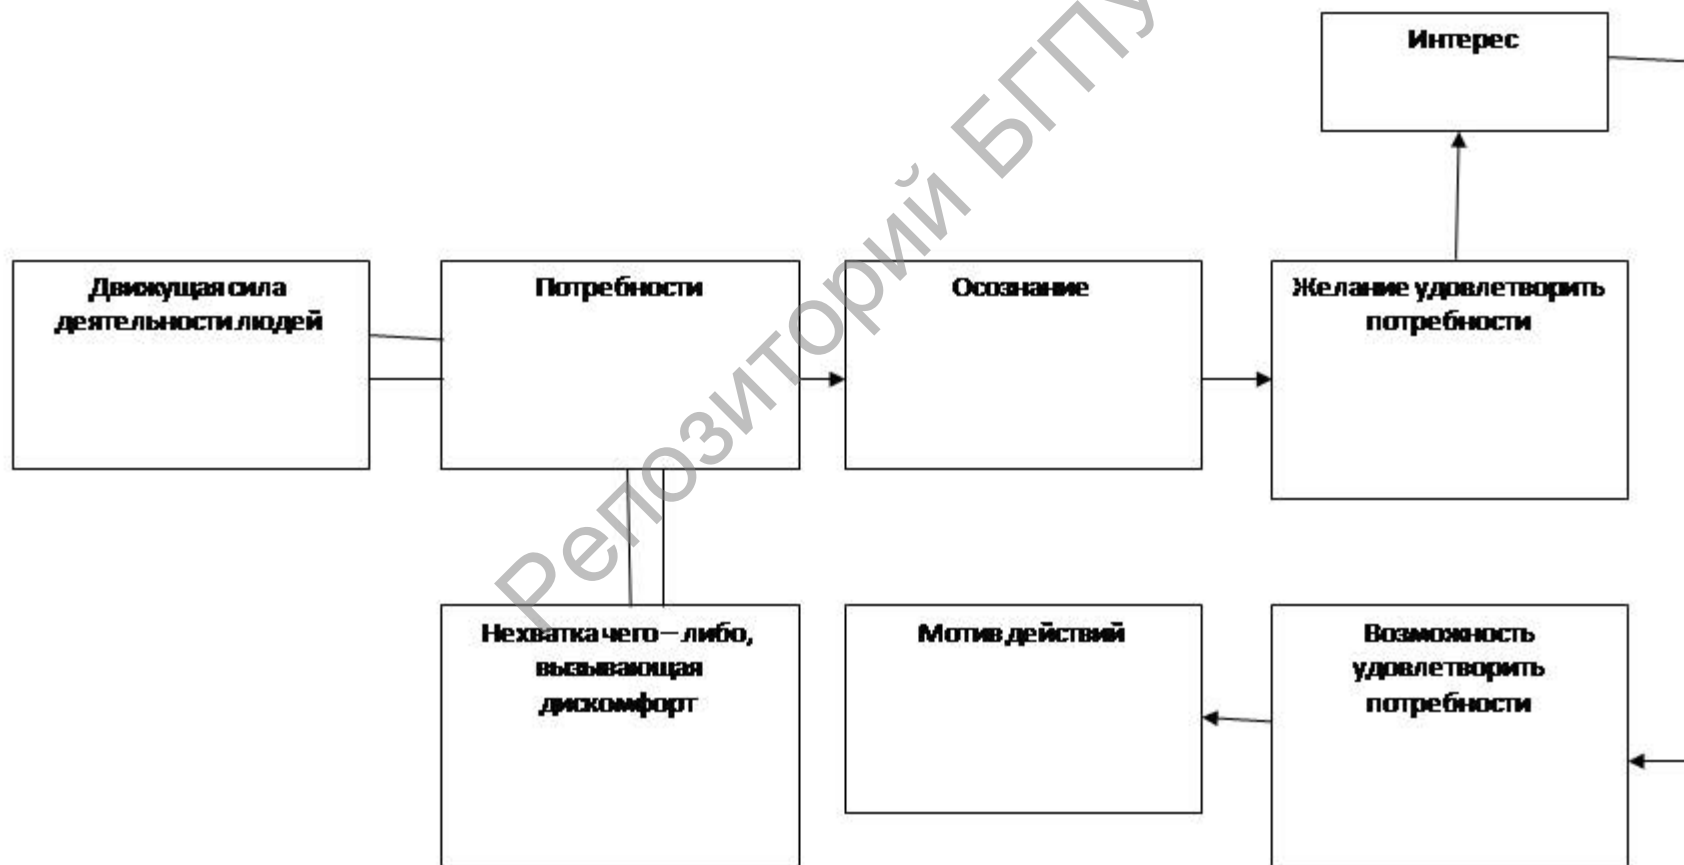 Интерес
Движущая сила
деятельности людей
Потребности
Осознание
Желание удовлетворить
потребности
Нехватка чего – либо,
вызывающая
дискомфорт
Мотив действий
Возможность
удовлетворить
потребности
Репозиторий БГПУ